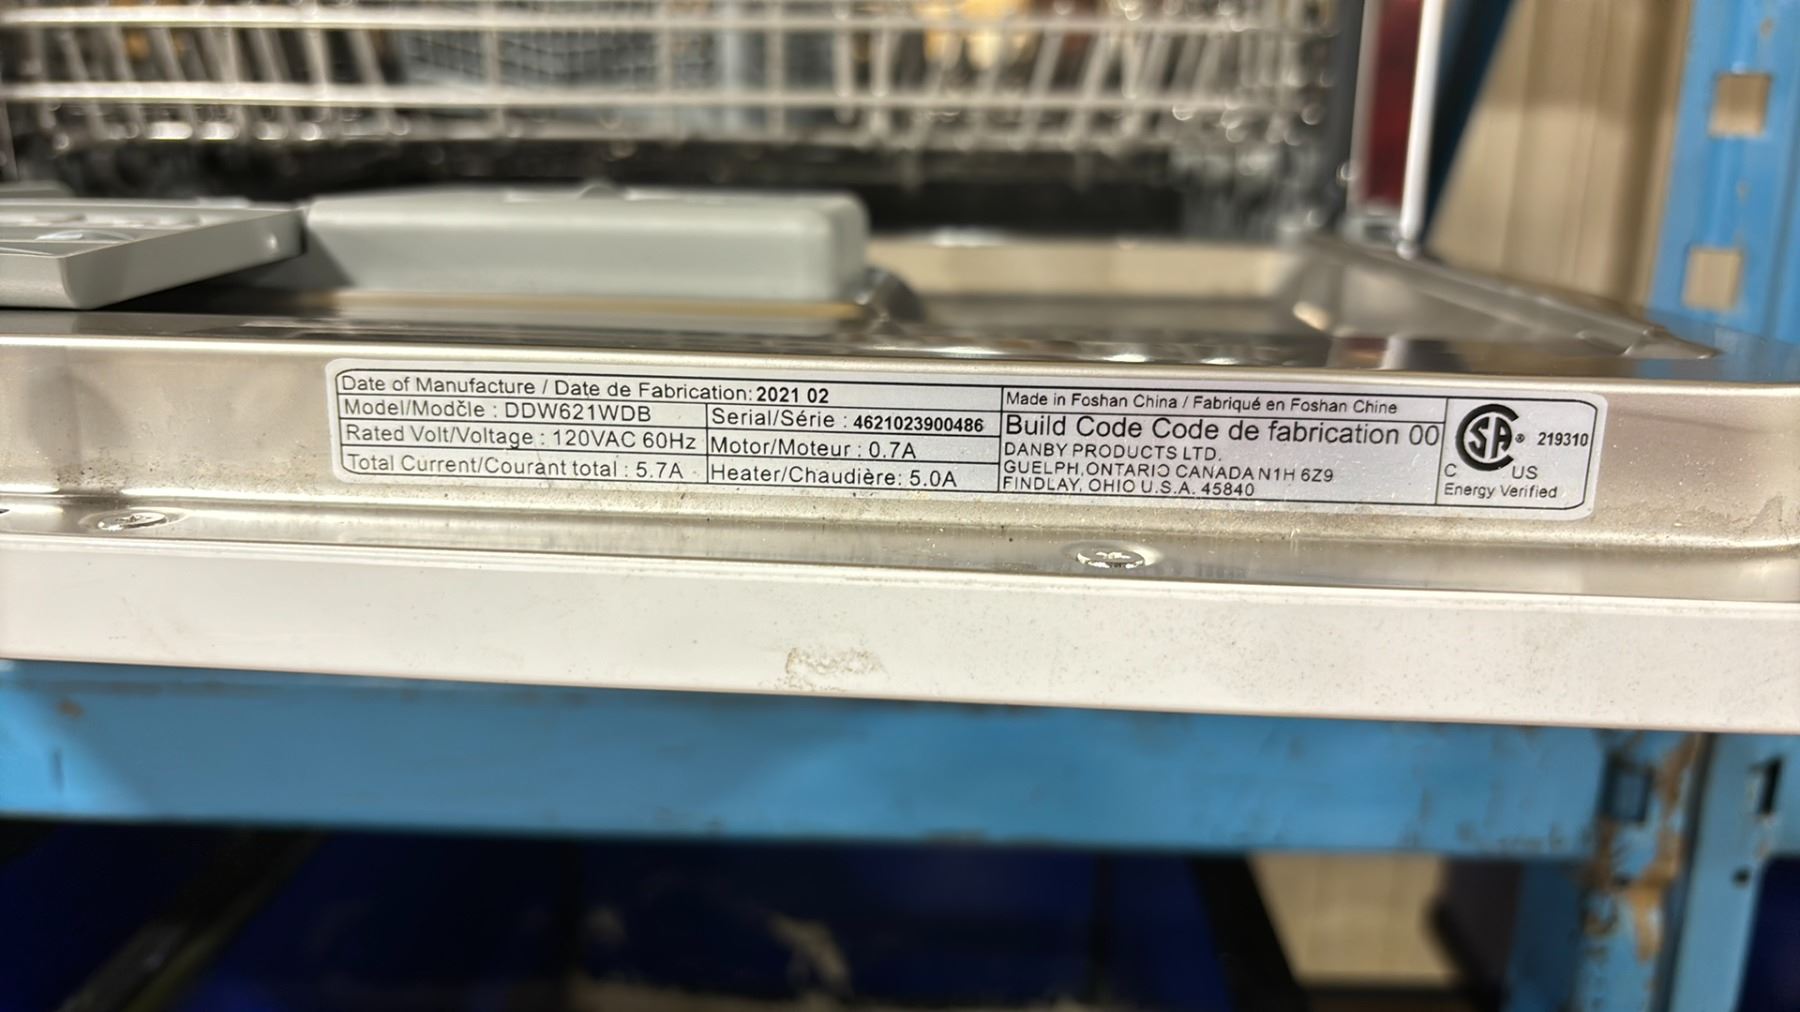 Date of Manufacture / Date de Fabrication: 2021 02
Model/Modčle : DDW621WDB
Serial/Série : 4621023900486
Rated Volt/Voltage : 120VAC 60Hz
Motor/Moteur : 0.7A
Total Current/Courant total : 5.7A
Heater/Chaudière: 5.0A
Made in Foshan China / Fabriqué en Foshan Chine
Build Code Code de fabrication 00
DANBY PRODUCTS LTD.
GUELPH, ONTARIO CANADA N1H 6Z9
FINDLAY, OHIO U.S.A. 45840
SA® 219310
C US
Energy Verified